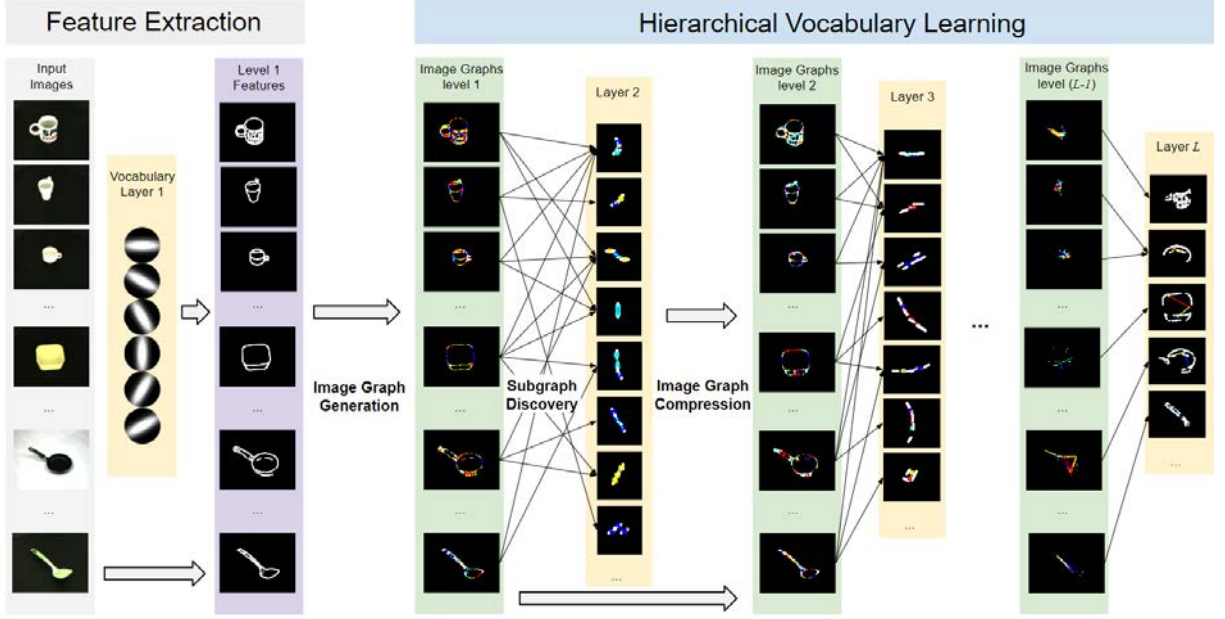 Feature Extraction
Hierarchical Vocabulary Learning
Input
Images
...
...
...
Vocabulary
Layer 1
Level 1
Features
...
...
...
Image Graph
Generation
Image Graphs
level 1
...
...
...
Subgraph
Discovery
Layer 2
...
Image Graph
Compression
Image Graphs
level 2
...
...
...
Layer 3
...
...
Image Graphs
level (L-1)
...
...
...
Layer L
...